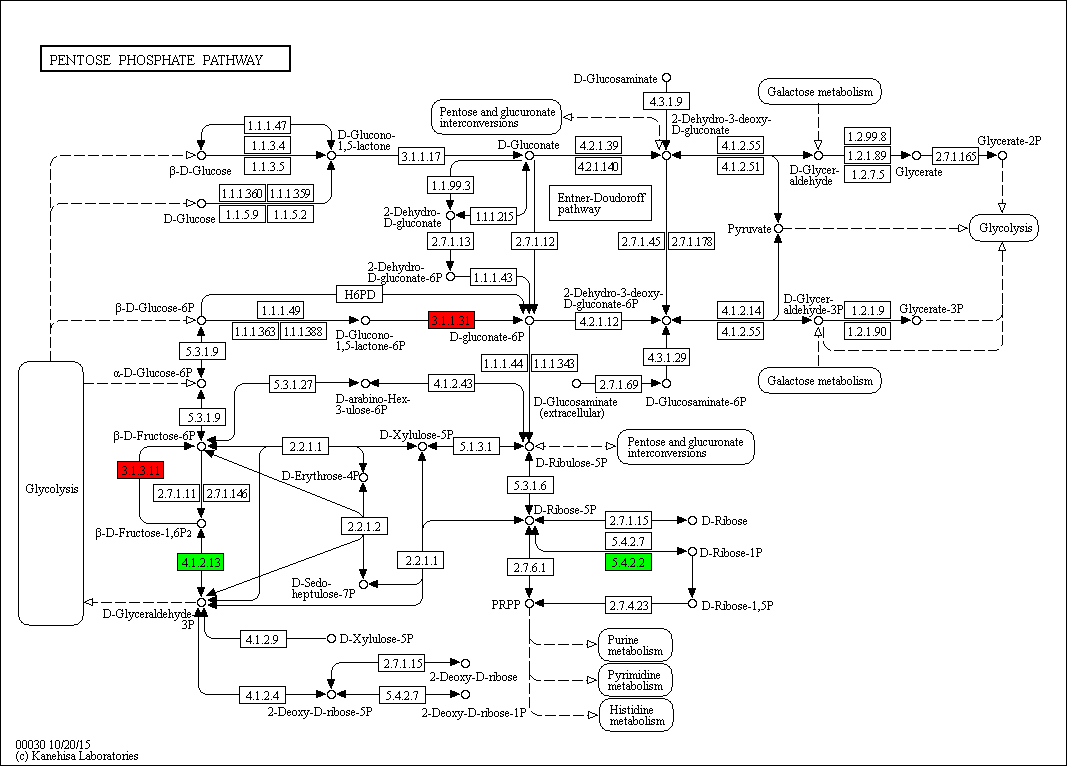 PENTOSE PHOSPHATE PATHWAY
D-Glucosaminate
4.3.1.9
Galactose metabolism
Pentose and glucuronate
interconversions
2-Dehydro-3-deoxy-
D-gluconate
1.1.1.47
D-Glucono-
1,5-lactone
1.1.3.4
1.1.3.5
β-D-Glucose
3.1.1.17
D-Gluconate
4.2.1.39
4.2.1.140
4.1.2.55
4.1.2.51
D-Glycer-
aldehyde
1.2.99.8
1.2.1.89
1.2.7.5
Glycerate
2.7.1.165
Glycerate-2P
1.1.1.360
1.1.1.359
1.1.5.9
1.1.5.2
D-Glucose
1.1.99.3
2-Dehydro-
D-gluconate
1.1.1.215
Entner-Doudoroff
pathway
2.7.1.13
2.7.1.12
2.7.1.45
2.7.1.178
Pyruvate
Glycolysis
2-Dehydro-
D-gluconate-6P
1.1.1.43
H6PD
2-Dehydro-3-deoxy-
D-gluconate-6P
β-D-Glucose-6P
1.1.1.49
1.1.1.363
1.1.1.388
D-Glucono-
1,5-lactone-6P
3.1.1.31
D-gluconate-6P
4.2.1.12
4.1.2.14
4.1.2.55
D-Glycer-
aldehyde-3P
1.2.1.9
1.2.1.90
Glycerate-3P
5.3.1.9
1.1.1.44
1.1.1.343
4.3.1.29
α-D-Glucose-6P
5.3.1.27
D-arabino-Hex-
3-ulose-6P
4.1.2.43
2.7.1.69
D-Glucosaminate
(extracellular)
D-Glucosaminate-6P
Galactose metabolism
5.3.1.9
β-D-Fructose-6P
2.2.1.1
D-Xylulose-5P
5.1.3.1
D-Ribulose-5P
Pentose and glucuronate
interconversions
3.1.3.11
D-Erythrose-4P
Glycolysis
2.7.1.11
2.7.1.146
5.3.1.6
β-D-Fructose-1,6P2
2.2.1.2
D-Ribose-5P
2.7.1.15
D-Ribose
5.4.2.7
5.4.2.2
D-Ribose-1P
4.1.2.13
2.2.1.1
2.7.6.1
D-Sedo-
heptulose-7P
D-Glyceraldehyde-
3P
PRPP
2.7.4.23
D-Ribose-1,5P
4.1.2.9
D-Xylulose-5P
Purine
metabolism
2.7.1.15
2-Deoxy-D-ribose
Pyrimidine
metabolism
4.1.2.4
2-Deoxy-D-ribose-5P
5.4.2.7
2-Deoxy-D-ribose-1P
Histidine
metabolism
00030 10/20/15
(c) Kanehisa Laboratories